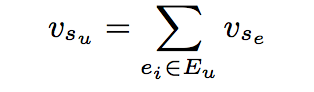 $v_{s_u} = \sum_{e_i \in E_u} v_{s_e}$